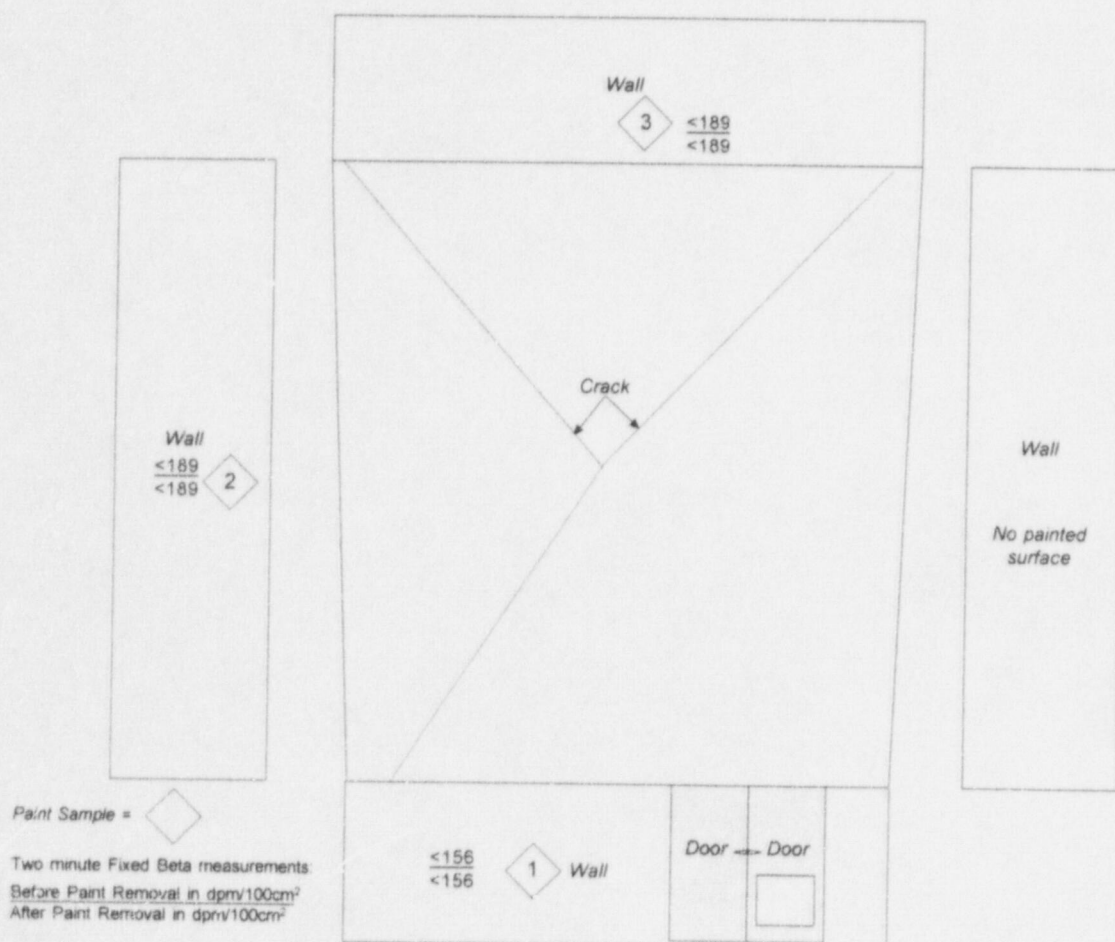 Wall
3
<189
<189
Crack
Wall
<189
<189
2
Wall
No painted
surface
Paint Sample =
Two minute Fixed Beta measurements:
Before Paint Removal in dpm/100cm²
After Paint Removal in dpm/100cm²
<156
<156
1
Wall
Door
Door